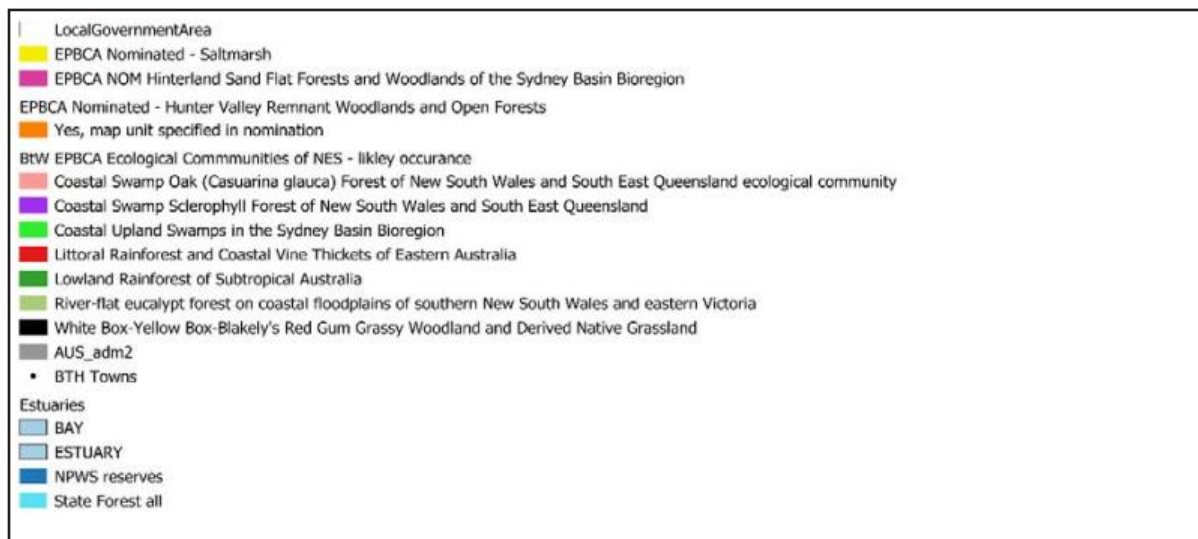 LocalGovernmentArea
EPBCA Nominated - Saltmarsh
EPBCA NOM Hinterland Sand Flat Forests and Woodlands of the Sydney Basin Bioregion
EPBCA Nominated - Hunter Valley Remnant Woodlands and Open Forests
Yes, map unit specified in nomination
BtW EPBCA Ecological Commmunities of NES - likley occurance
Coastal Swamp Oak (Casuarina glauca) Forest of New South Wales and South East Queensland ecological community
Coastal Swamp Sclerophyll Forest of New South Wales and South East Queensland
Coastal Upland Swamps in the Sydney Basin Bioregion
Littoral Rainforest and Coastal Vine Thickets of Eastern Australia
Lowland Rainforest of Subtropical Australia
River-flat eucalypt forest on coastal floodplains of southern New South Wales and eastern Victoria
White Box-Yellow Box-Blakely's Red Gum Grassy Woodland and Derived Native Grassland
AUS_adm2
BTH Towns
Estuaries
BAY
ESTUARY
NPWS reserves
State Forest all